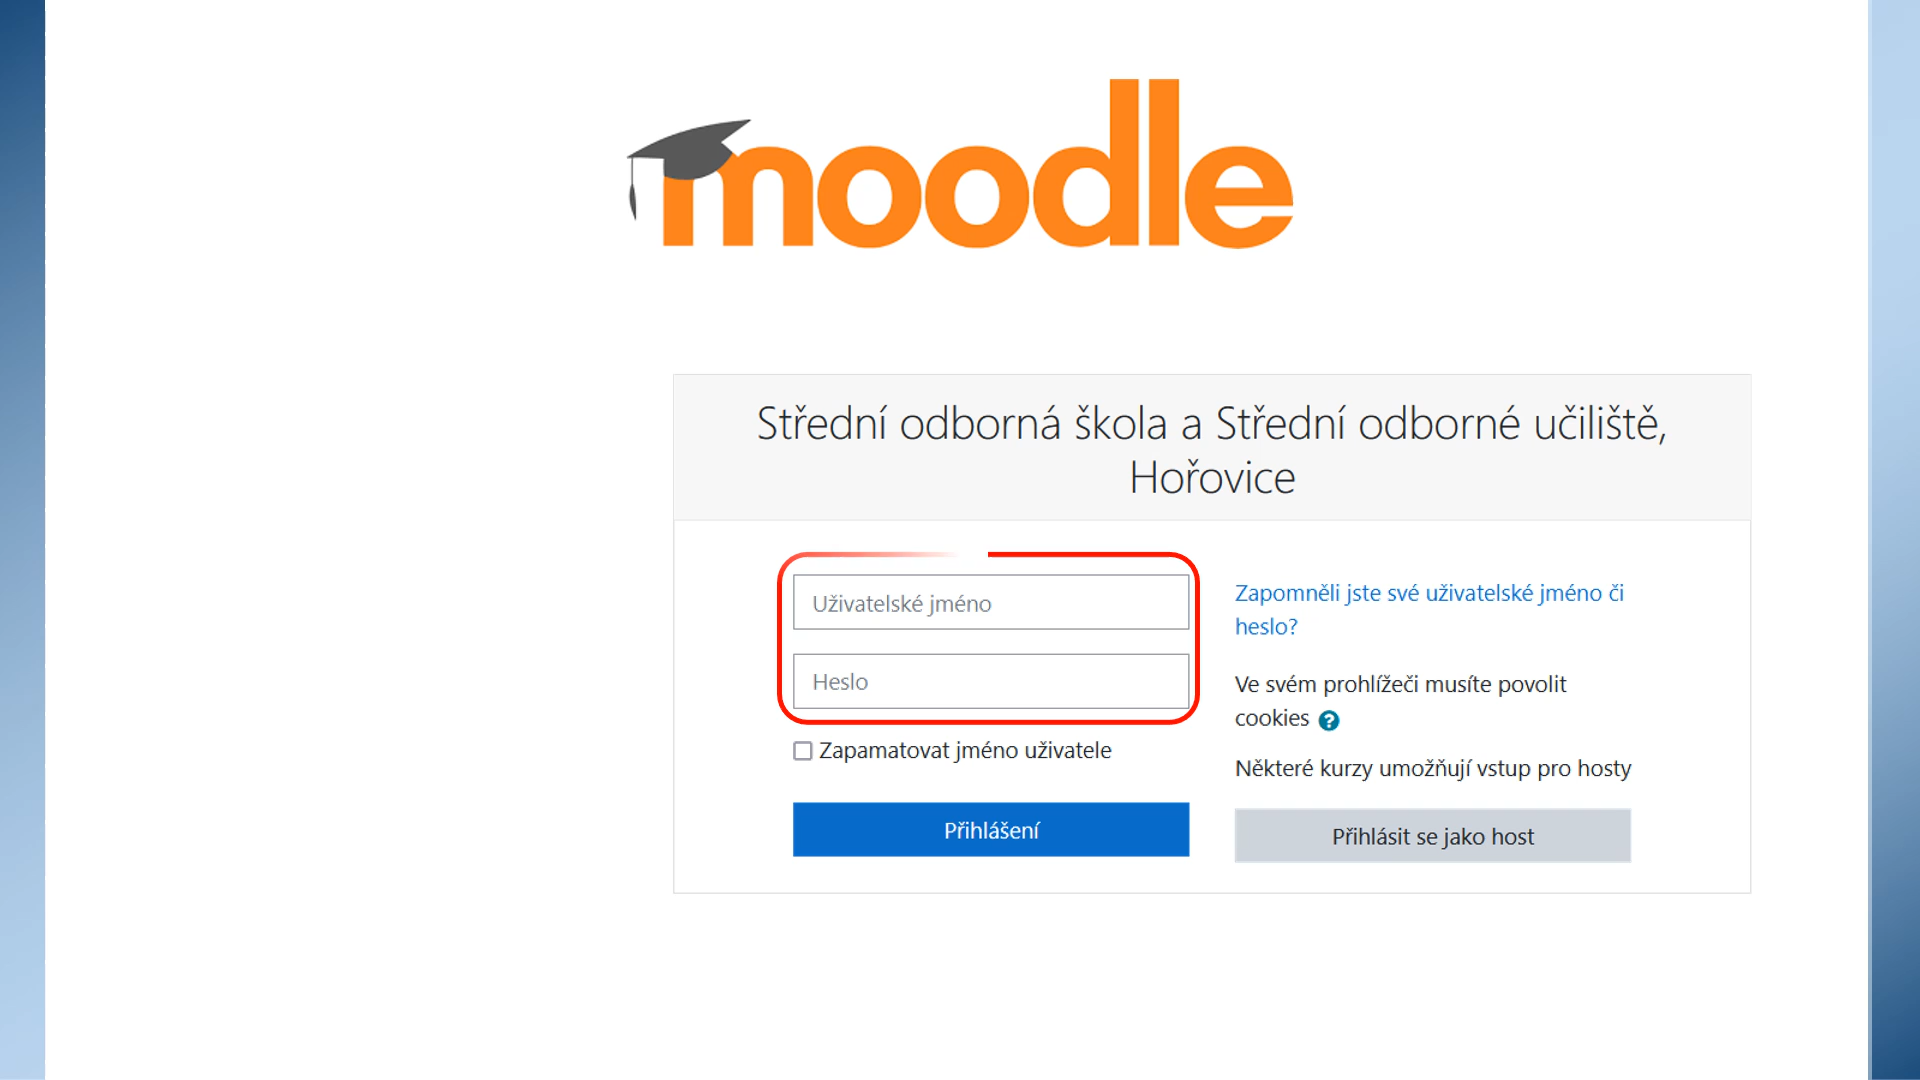 moodle
Střední odborná škola a Střední odborné učiliště,
Hořovice
Uživatelské jméno
Heslo
Zapamatovat jméno uživatele
Přihlášení
Zapomněli jste své uživatelské jméno či
heslo?
Ve svém prohlížeči musíte povolit
cookies ?
Některé kurzy umožňují vstup pro hosty
Přihlásit se jako host